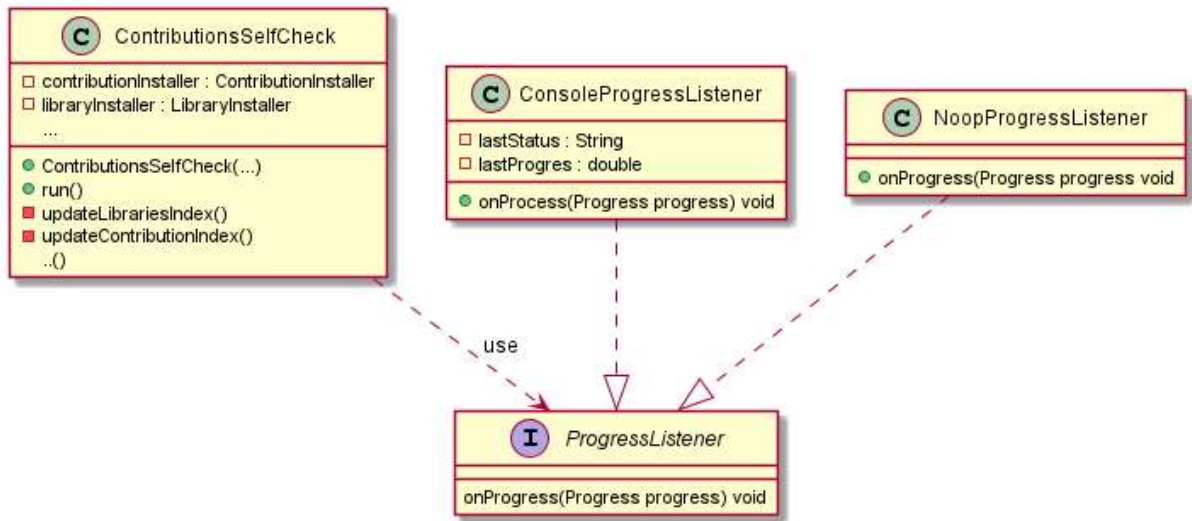 C ContributionsSelfCheck
contributionInstaller : ContributionInstaller
libraryInstaller : LibraryInstaller
...
ContributionsSelfCheck(...)
run()
updateLibrariesIndex()
updateContributionIndex()
..()
C ConsoleProgressListener
lastStatus : String
lastProgres : double
onProcess(Progress progress) void
C NoopProgressListener
onProgress(Progress progress void
use
I ProgressListener
onProgress(Progress progress) void